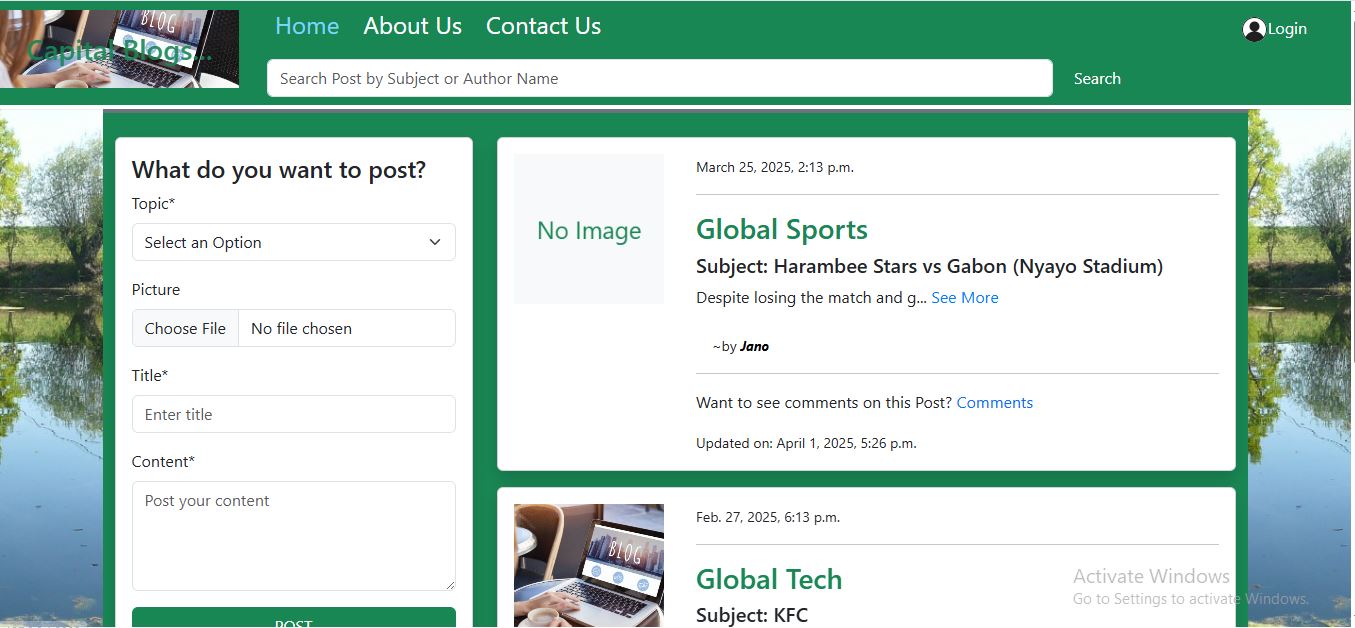 BLOG
Capital Blogs...
Home About Us Contact Us
Login
Search Post by Subject or Author Name
Search
What do you want to post?
Topic*
Select an Option
Picture
Choose File No file chosen
Title*
Enter title
Content*
Post your content
POST
No Image
March 25, 2025, 2:13 p.m.
Global Sports
Subject: Harambee Stars vs Gabon (Nyayo Stadium)
Despite losing the match and g... See More
~by Jano
Want to see comments on this Post? Comments
Updated on: April 1, 2025, 5:26 p.m.
BLOG
Feb. 27, 2025, 6:13 p.m.
Global Tech
Subject: KFC
Activate Windows
Go to Settings to activate Windows.